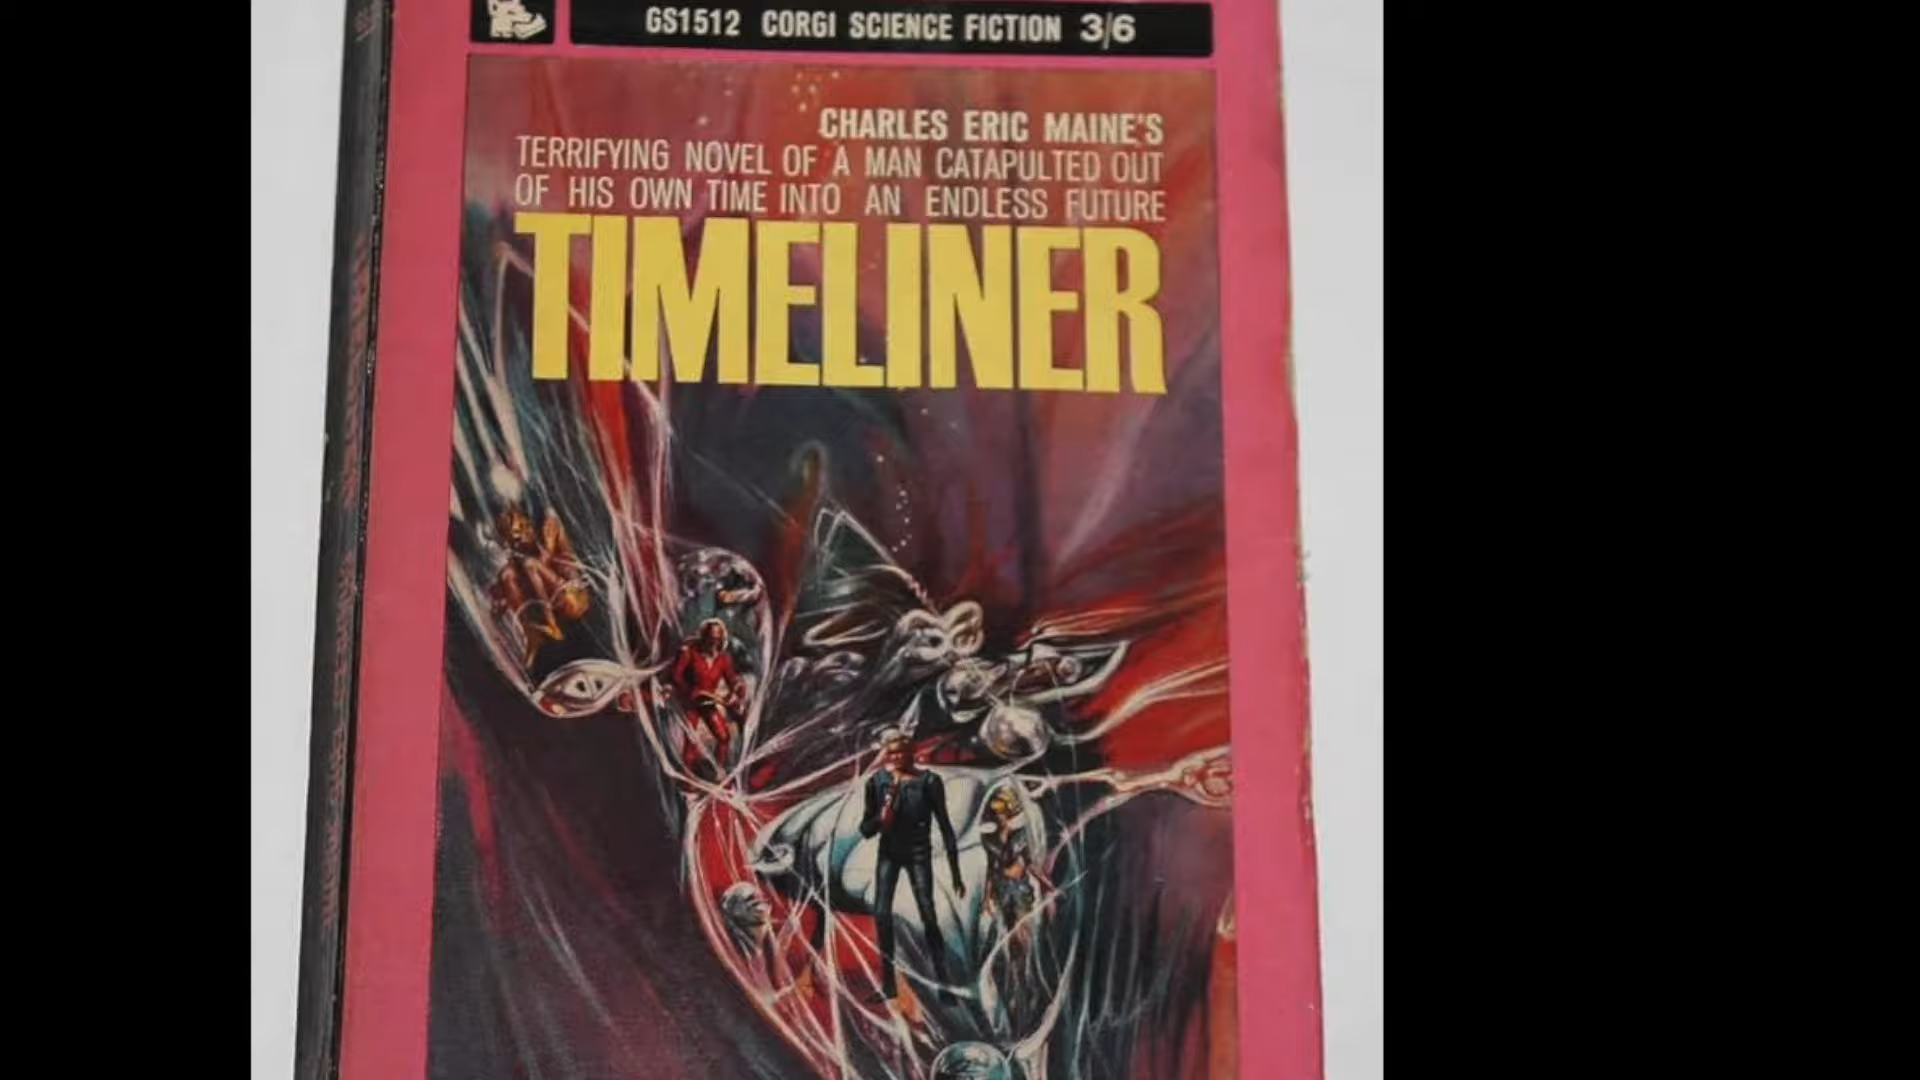 GS1512 CORGI SCIENCE FICTION 3/6
CHARLES ERIC MAINE'S
TERRIFYING NOVEL OF A MAN CATAPULTED OUT
OF HIS OWN TIME INTO AN ENDLESS FUTURE
TIMELINER